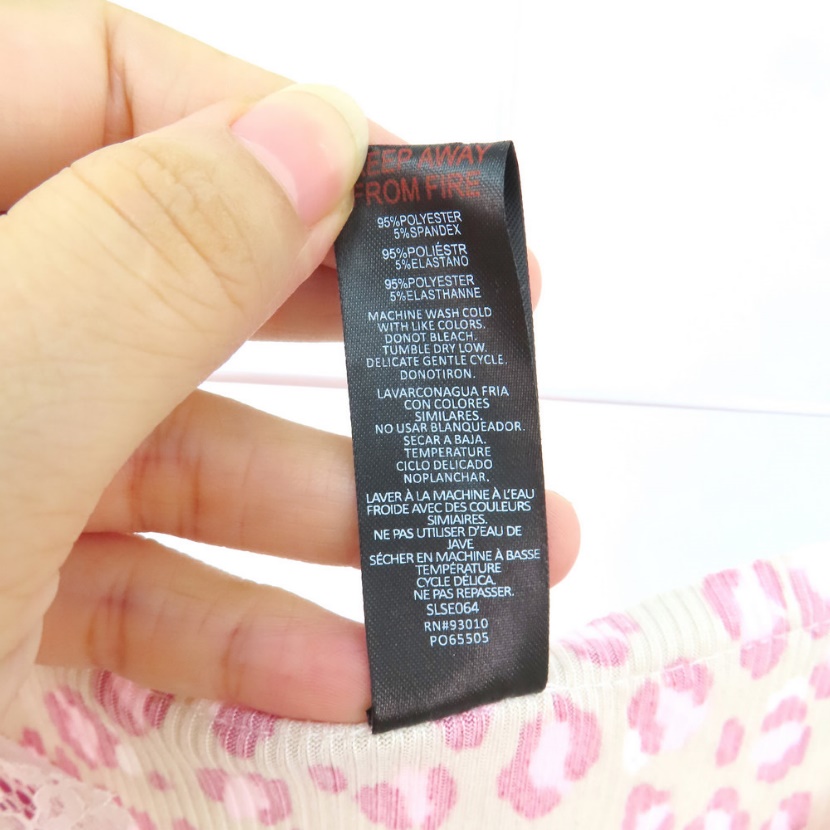 KEEP AWAY
FROM FIRE
95%POLYESTER
5%SPANDEX
95%POLIÉSTR
5%ELASTANO
95%POLYESTER
5%ELASTHANNE
MACHINE WASH COLD
WITH LIKE COLORS.
DONOT BLEACH.
TUMBLE DRY LOW.
DELICATE GENTLE CYCLE.
DONOTIRON.
LAVARCONAGUA FRIA
CON COLORES
SIMILARES.
NO USAR BLANQUEADOR.
SECAR A BAJA.
TEMPERATURE
CICLO DELICADO
NOPLANCHAR.
LAVER À LA MACHINE À L'EAU
FROIDE AVEC DES COULEURS
SIMIAIRES.
NE PAS UTILISER D'EAU DE
JAVE
SÉCHER EN MACHINE À BASSE
TEMPÉRATURE
CYCLE DÉLICA.
NE PAS REPASSER.
SLSE064
RN#93010
PO65505